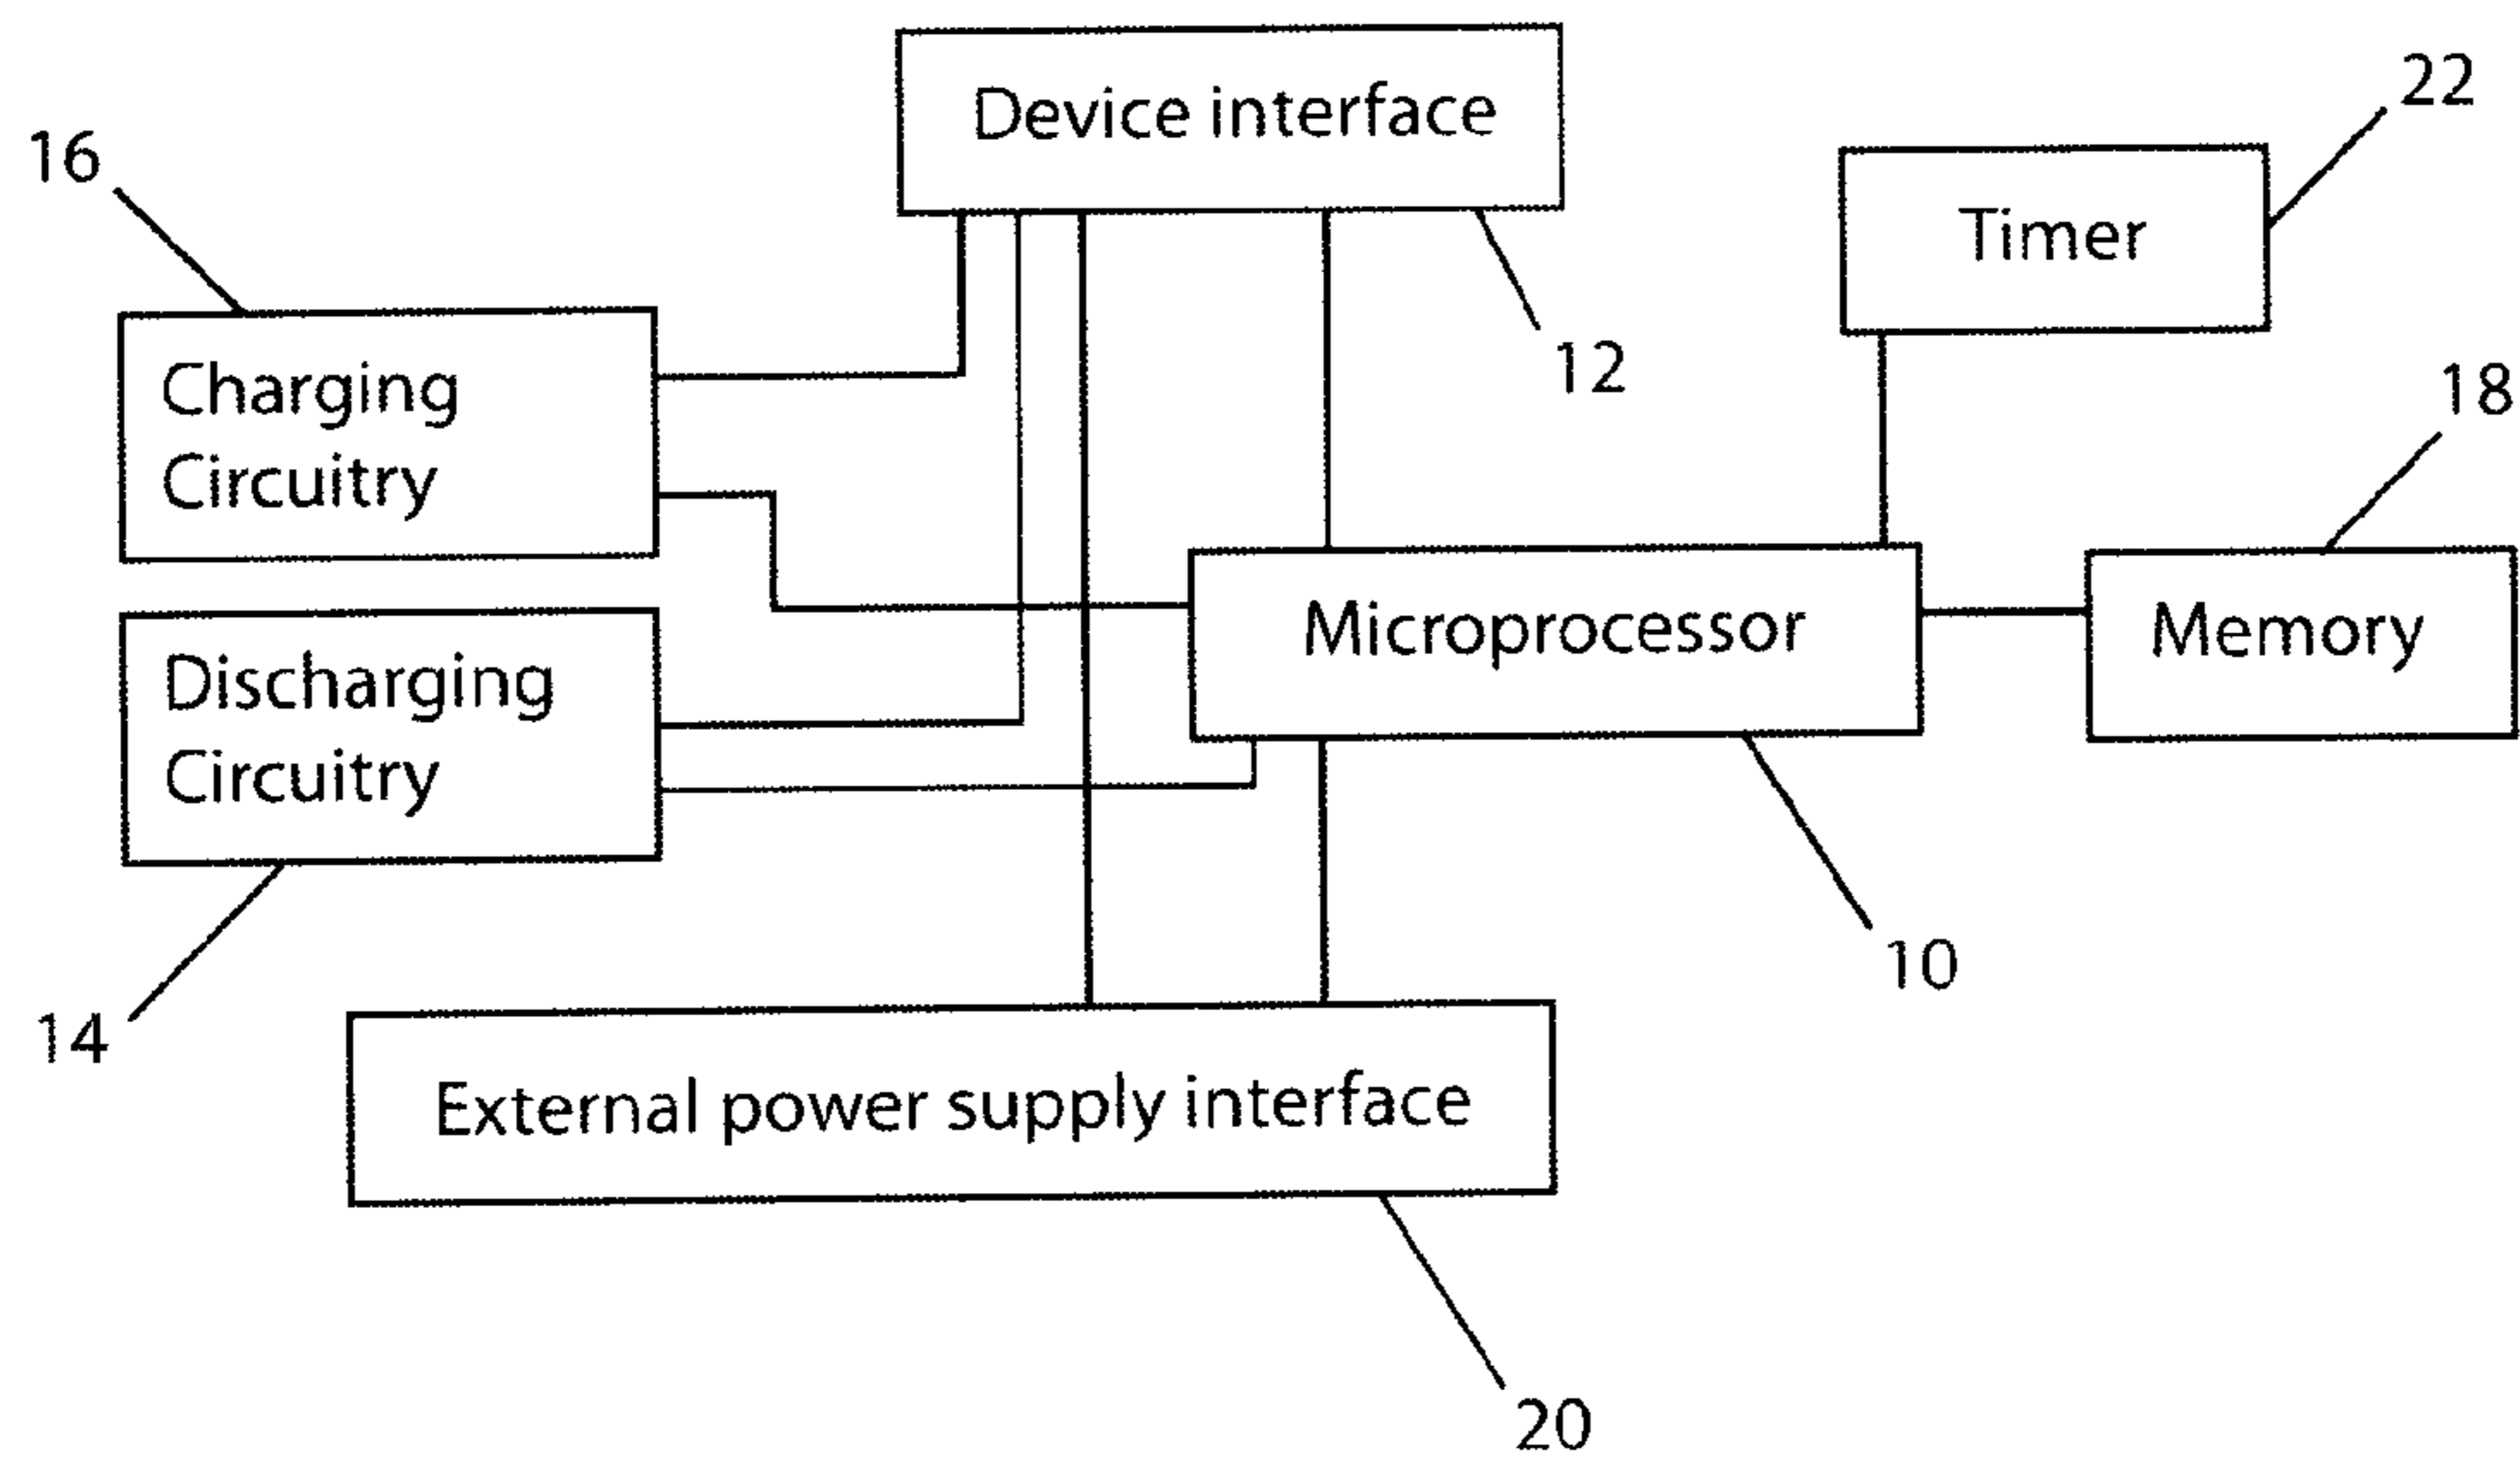 Device interface
22
16
Timer
12
18
Charging
Circuitry
Microprocessor
Memory
Discharging
Circuitry
10
14
External power supply interface
20